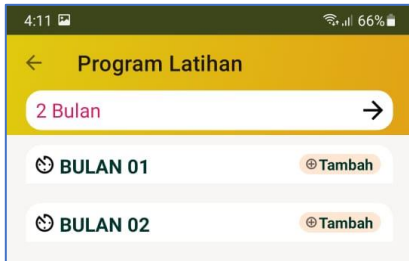 4:11 66%
Program Latihan
2 Bulan
BULAN 01 Tambah
BULAN 02 Tambah